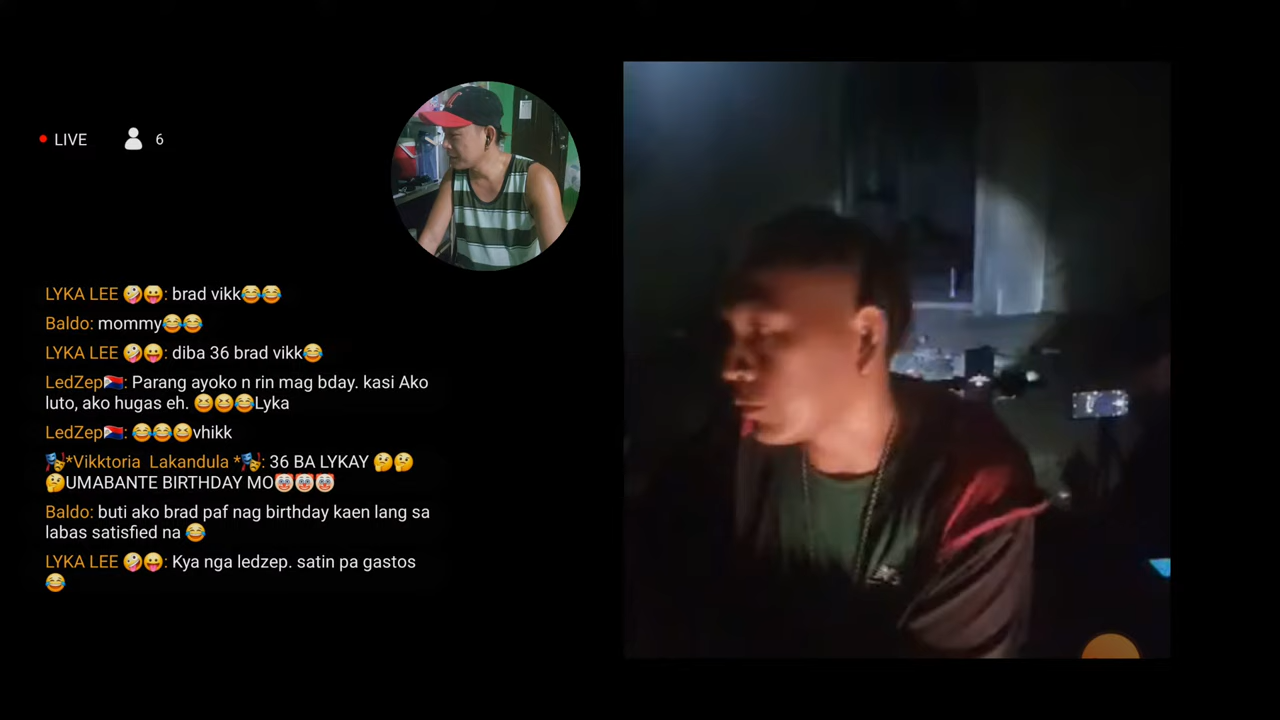 LIVE 6
LYKA LEE 🤪😛: brad vikk😂😂
Baldo: mommy😂😂
LYKA LEE 🤪😛: diba 36 brad vikk😂
LedZep🇵🇭: Parang ayoko n rin mag bday. kasi Ako
luto, ako hugas eh. 😆😆😂Lyka
LedZep🇵🇭: 😂😂😆vhikk
🎭*Vikktoria Lakandula *🎭: 36 BA LYKAY 🤔🤔
🤔UMABANTE BIRTHDAY MO🤡🤡🤡
Baldo: buti ako brad paf nag birthday kaen lang sa
labas satisfied na 😂
LYKA LEE 🤪😛: Kya nga ledzep. satin pa gastos
😂